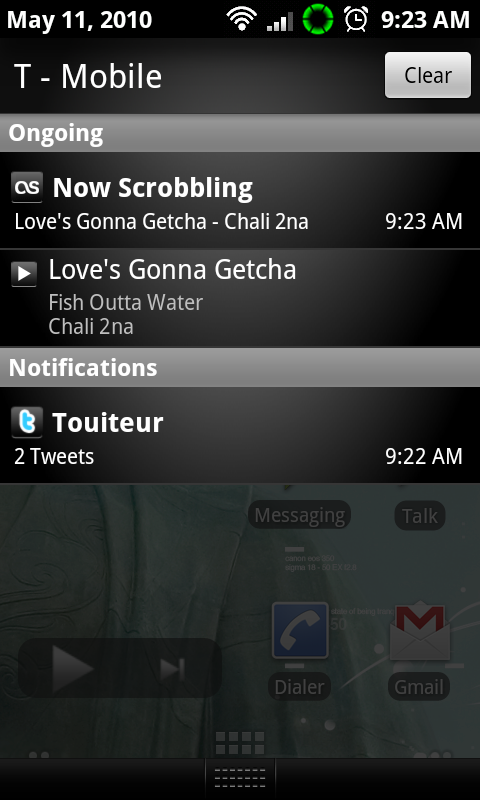 May 11, 2010 9:23 AM
T - Mobile Clear
Ongoing
Now Scrobbling
Love's Gonna Getcha - Chali 2na 9:23 AM
Love's Gonna Getcha
Fish Outta Water
Chali 2na
Notifications
Touiteur
2 Tweets 9:22 AM
Messaging Talk
Dialer Gmail